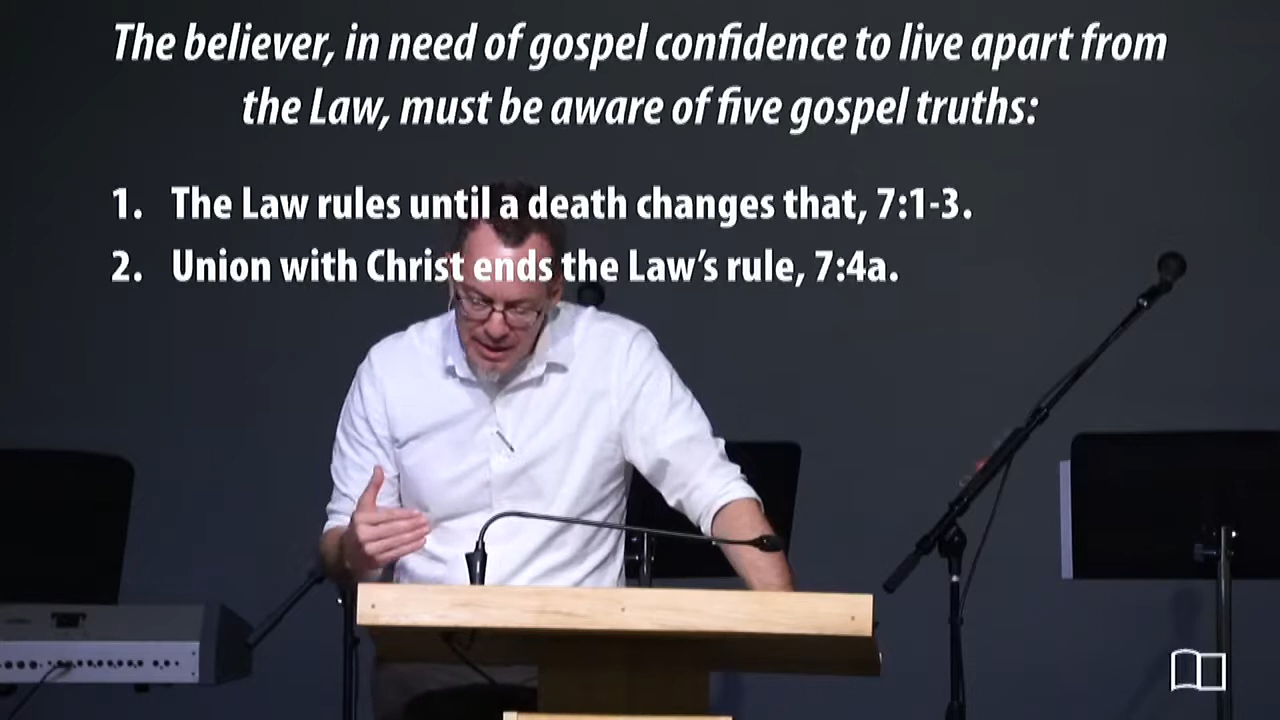 The believer, in need of gospel confidence to live apart from
the Law, must be aware of five gospel truths:
1. The Law rules until a death changes that, 7:1-3.
2. Union with Christ ends the Law’s rule, 7:4a.